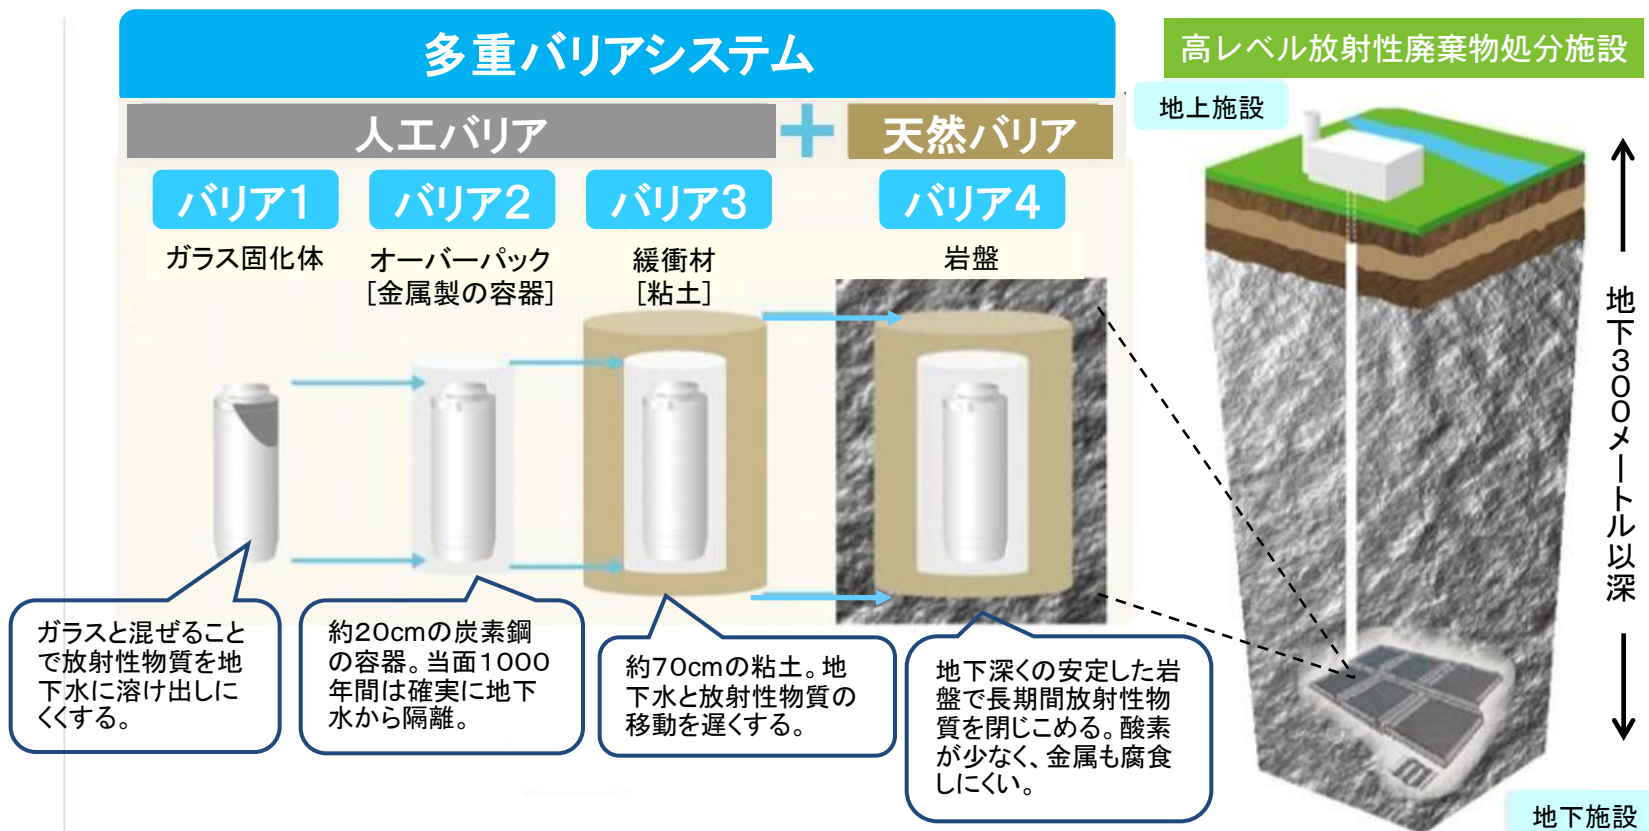 多重バリアシステム
人工バリア
＋
天然バリア
バリア1
バリア2
バリア3
バリア4
ガラス固化体
オーバーパック
[金属製の容器]
緩衝材
[粘土]
岩盤
ガラスと混ぜること
で放射性物質を地
下水に溶け出しに
くくする。
約20cmの炭素鋼
の容器。当面1000
年間は確実に地下
水から隔離。
約70cmの粘土。地
下水と放射性物質の
移動を遅くする。
地下深くの安定した岩
盤で長期間放射性物
質を閉じこめる。酸素
が少なく、金属も腐食
しにくい。
高レベル放射性廃棄物処分施設
地上施設
地下300メートル以深
地下施設